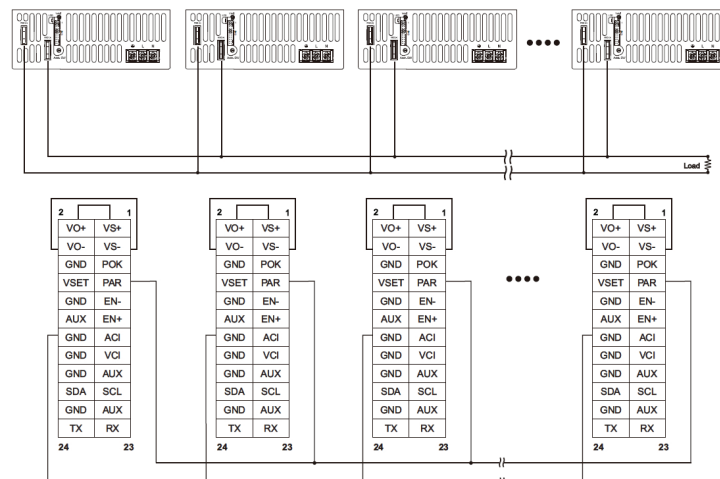 L N
L N
L N
L N
Load
2 1 2 1 2 1 2 1
VO+ VS+ VO+ VS+ VO+ VS+ VO+ VS+
VO- VS- VO- VS- VO- VS- VO- VS-
GND POK GND POK GND POK GND POK
VSET PAR VSET PAR VSET PAR VSET PAR
GND EN- GND EN- GND EN- GND EN-
AUX EN+ AUX EN+ AUX EN+ AUX EN+
GND ACI GND ACI GND ACI GND ACI
GND VCI GND VCI GND VCI GND VCI
GND AUX GND AUX GND AUX GND AUX
SDA SCL SDA SCL SDA SCL SDA SCL
GND AUX GND AUX GND AUX GND AUX
TX RX TX RX TX RX TX RX
24 23 24 23 24 23 24 23